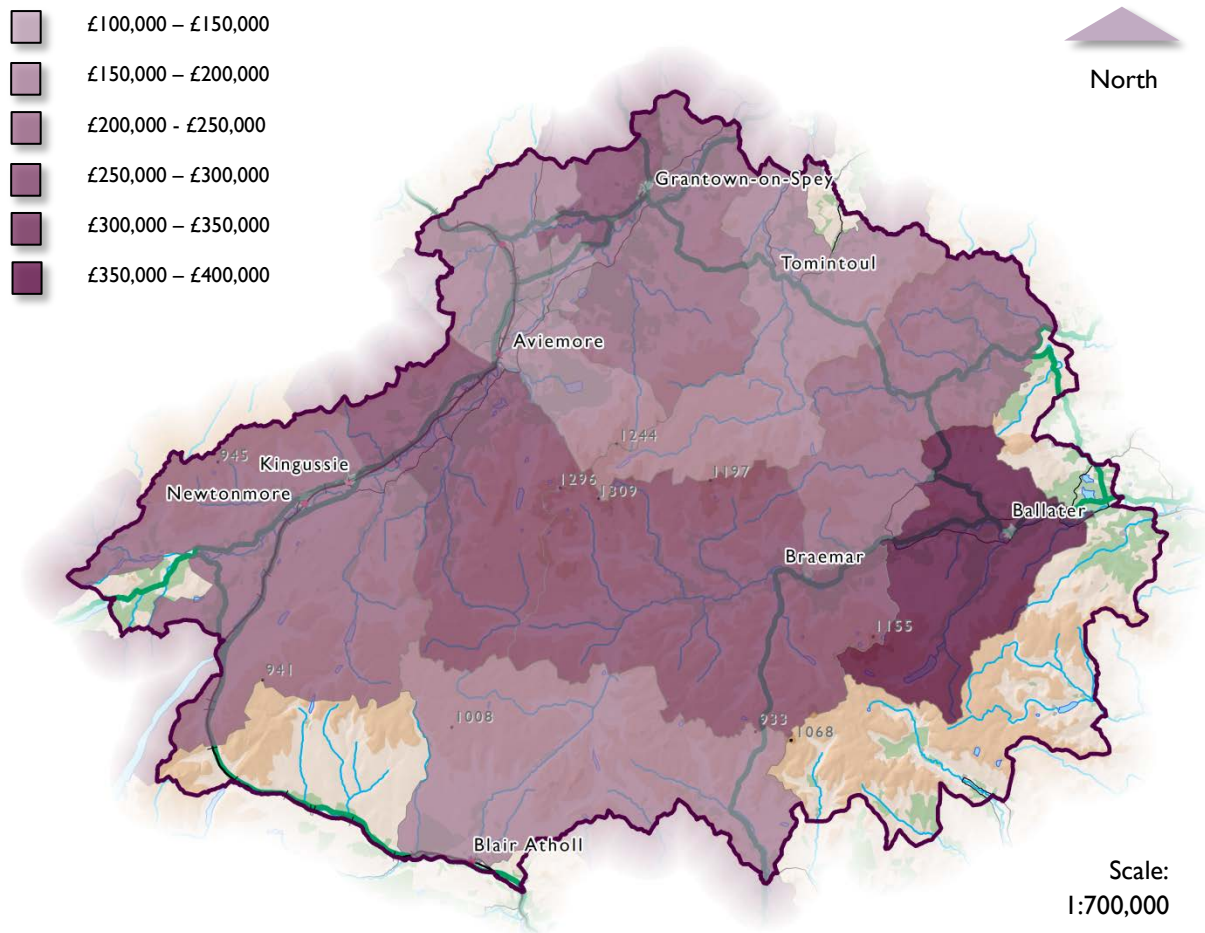 £100,000 – £150,000
£150,000 – £200,000
£200,000 - £250,000
£250,000 – £300,000
£300,000 – £350,000
£350,000 – £400,000
North
Grantown-on-Spey
Tomintoul
Aviemore
1244
945
Kingussie
1197
1296
1309
Newtonmore
Ballater
Braemar
1155
941
1008
933
1068
Blair Atholl
Scale:
1:700,000